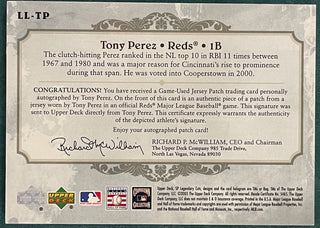 LL-TP
Tony Perez • Reds® • 1B
The clutch-hitting Perez ranked in the NL top 10 in RBI 11 times between
1967 and 1980 and was a major reason for Cincinnati's rise to prominence
during that span. He was voted into Cooperstown in 2000.
CONGRATULATIONS! You have received a Game-Used Jersey Patch trading card personally
autographed by Tony Perez. On the front of this card is an authentic piece of a patch from a
jersey worn by Tony Perez in an official Reds® Major League Baseball® game. This signature was
sent to Upper Deck directly from Tony Perez. This certificate expressly warrants the authenticity
of the depicted athlete's signature.
Enjoy your autographed patch card!
Richard McWilliam
RICHARD P. McWILLIAM, CEO and Chairman
The Upper Deck Company 985 Trade Drive,
North Las Vegas, Nevada 89030
UPPER
DECK